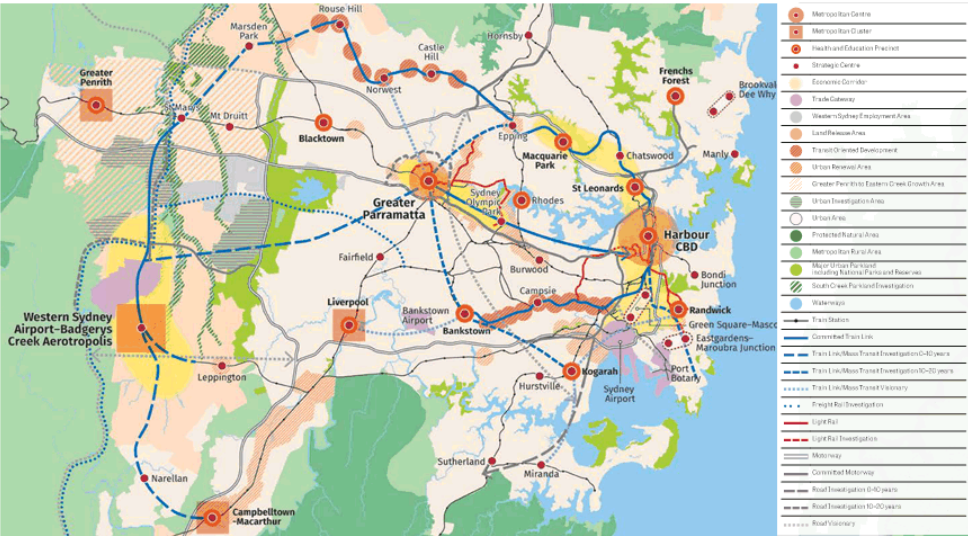 Rouse Hill
Marsden
Park
Hornsby
Castle
Hill
Norwest
Greater
Penrith
Frenchs
Forest
Brookval
Dee Why
St Marys
Mt Druitt
Blacktown
Epping
Macquarie
Park
Chatswood
Manly
St Leonards
Greater
Parramatta
Sydney
Olympic
Park
Rhodes
Harbour
CBD
Fairfield
Burwood
Bondi
Junction
Western Sydney
Airport–Badgerys
Creek Aerotropolis
Liverpool
Bankstown
Airport
Campsie
Bankstown
Randwick
Green Square–Masco
Eastgardens–
Maroubra Junction
Leppington
Kogarah
Hurstville
Sydney
Airport
Port
Botany
Sutherland
Miranda
Narellan
Campbelltown
-Macarthur
Metropolitan Centre
Metropolitan Cluster
Health and Education Precinct
Strategic Centre
Economic Corridor
Trade Gateway
Western Sydney Employment Area
Land Release Area
Transit Oriented Development
Urban Renewal Area
Greater Penrith to Eastern Creek Growth Area
Urban Investigation Area
Urban Area
Protected Natural Area
Metropolitan Rural Area
Major Urban Parkland
including National Parks and Reserves
South Creek Parkland Investigation
Waterways
Train Station
Committed Train Link
Train Link/Mass Transit Investigation 0-10 years
Train Link/Mass Transit Investigation 10-20 years
Train Link/Mass Transit Visionary
Freight Rail Investigation
Light Rail
Light Rail Investigation
Motorway
Committed Motorway
Road Investigation 0-10 years
Road Investigation 10-20 years
Road Visionary